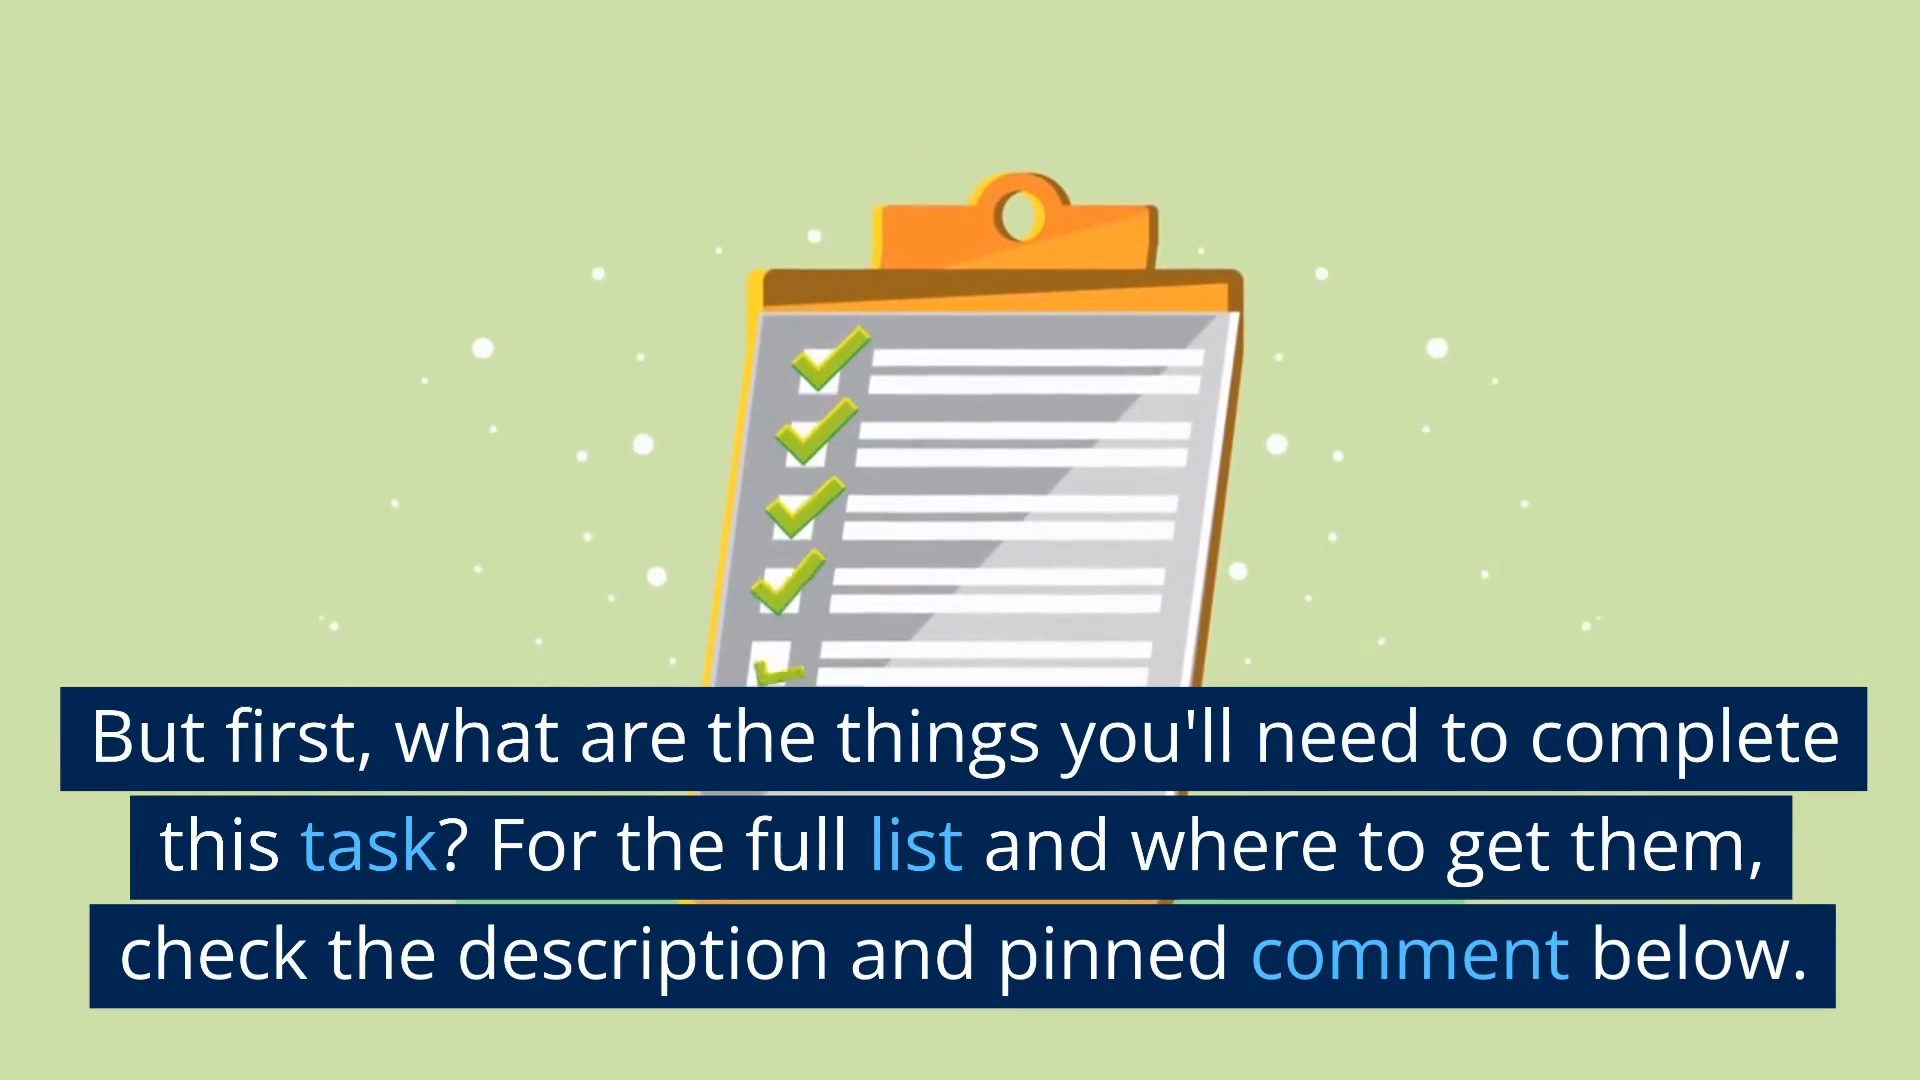 But first, what are the things you'll need to complete
this task? For the full list and where to get them,
check the description and pinned comment below.